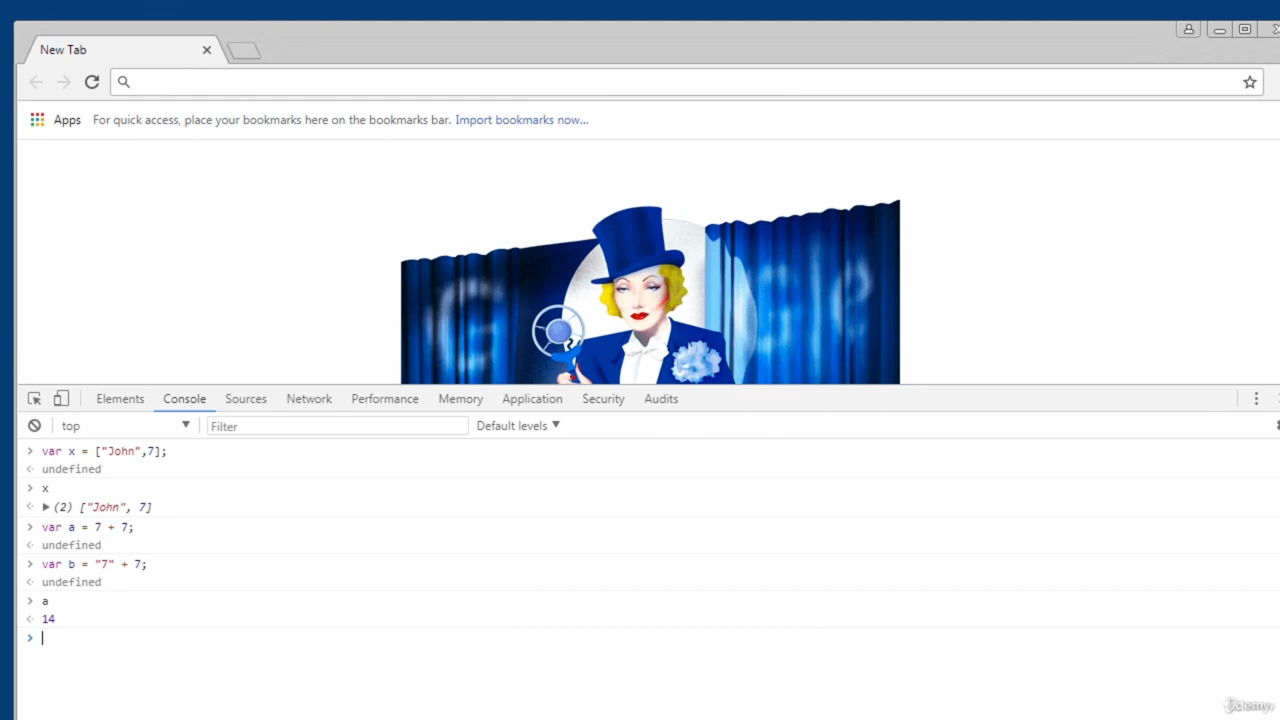 New Tab
Apps For quick access, place your bookmarks here on the bookmarks bar. Import bookmarks now...
Elements Console Sources Network Performance Memory Application Security Audits
top Filter Default levels
> var x = ["John",7];
undefined
> x
(2) ["John", 7]
> var a = 7 + 7;
undefined
> var b = "7" + 7;
undefined
> a
14
>
Udemy